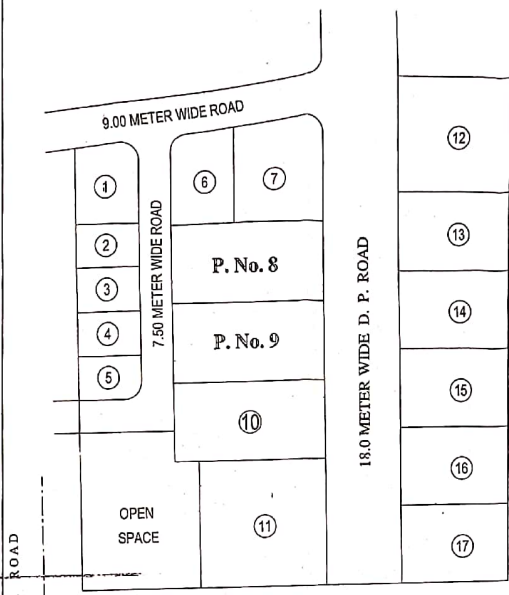 9.00 METER WIDE ROAD
12
1
6
7
2
7.50 METER WIDE ROAD
P. No. 8
18.0 METER WIDE D. P. ROAD
13
3
14
4
P. No. 9
5
15
10
16
OPEN
SPACE
11
17
ROAD